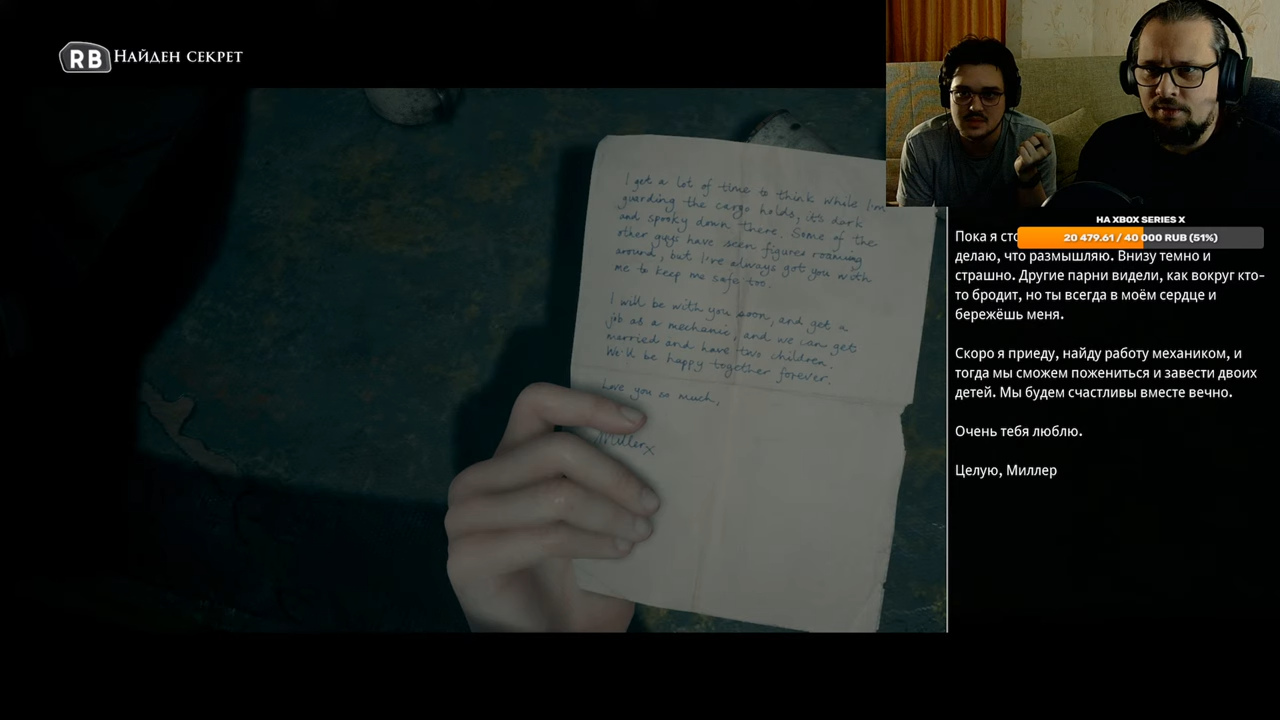 RB НАЙДЕН СЕКРЕТ
I get a lot of time to think while I'm
guarding the cargo holds, it's dark
and spooky down there. Some of the
other guys have seen figures roaming
around, but I've always got you with
me to keep me safe too.
I will be with you soon, and get a
job as a mechanic, and we can get
married and have two children.
We'll be happy together forever.
Love you so much,
Miller x
НА XBOX SERIES X
20 479.61 / 40 000 RUB (51%)
Пока я
делаю, что размышляю. Внизу темно и
страшно. Другие парни видели, как вокруг кто-
то бродит, но ты всегда в моём сердце и
бережёшь меня.
Скоро я приеду, найду работу механиком, и
тогда мы сможем пожениться и завести двоих
детей. Мы будем счастливы вместе вечно.
Очень тебя люблю.
Целую, Миллер